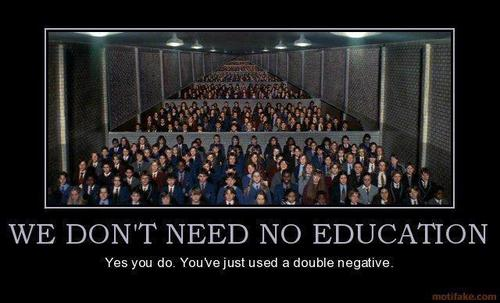 WE DON'T NEED NO EDUCATION
Yes you do. You've just used a double negative.
motifake.com